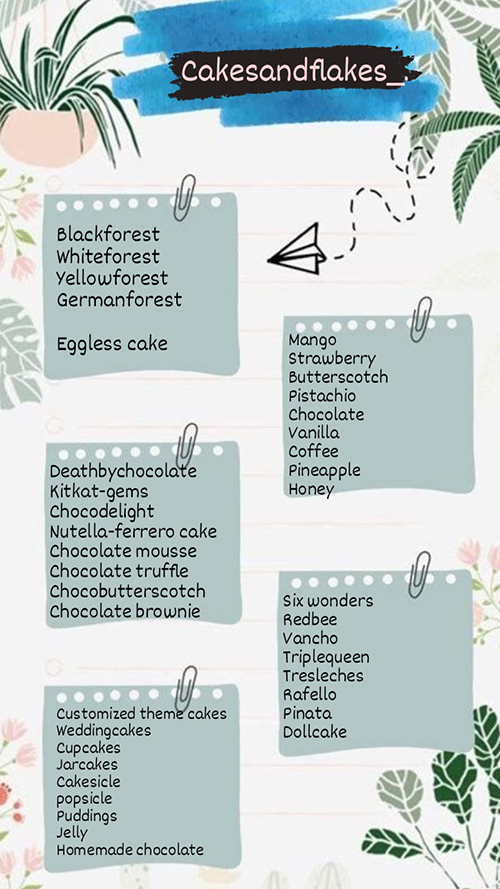 Cakesandflakes_.
Blackforest
Whiteforest
Yellowforest
Germanforest
Eggless cake
Mango
Strawberry
Butterscotch
Pistachio
Chocolate
Vanilla
Coffee
Pineapple
Honey
Deathbychocolate
Kitkat-gems
Chocodelight
Nutella-ferrero cake
Chocolate mousse
Chocolate truffle
Chocobutterscotch
Chocolate brownie
Six wonders
Redbee
Vancho
Triplequeen
Tresleches
Rafello
Pinata
Dollcake
Customized theme cakes
Weddingcakes
Cupcakes
Jarcakes
Cakesicle
popsicle
Puddings
Jelly
Homemade chocolate